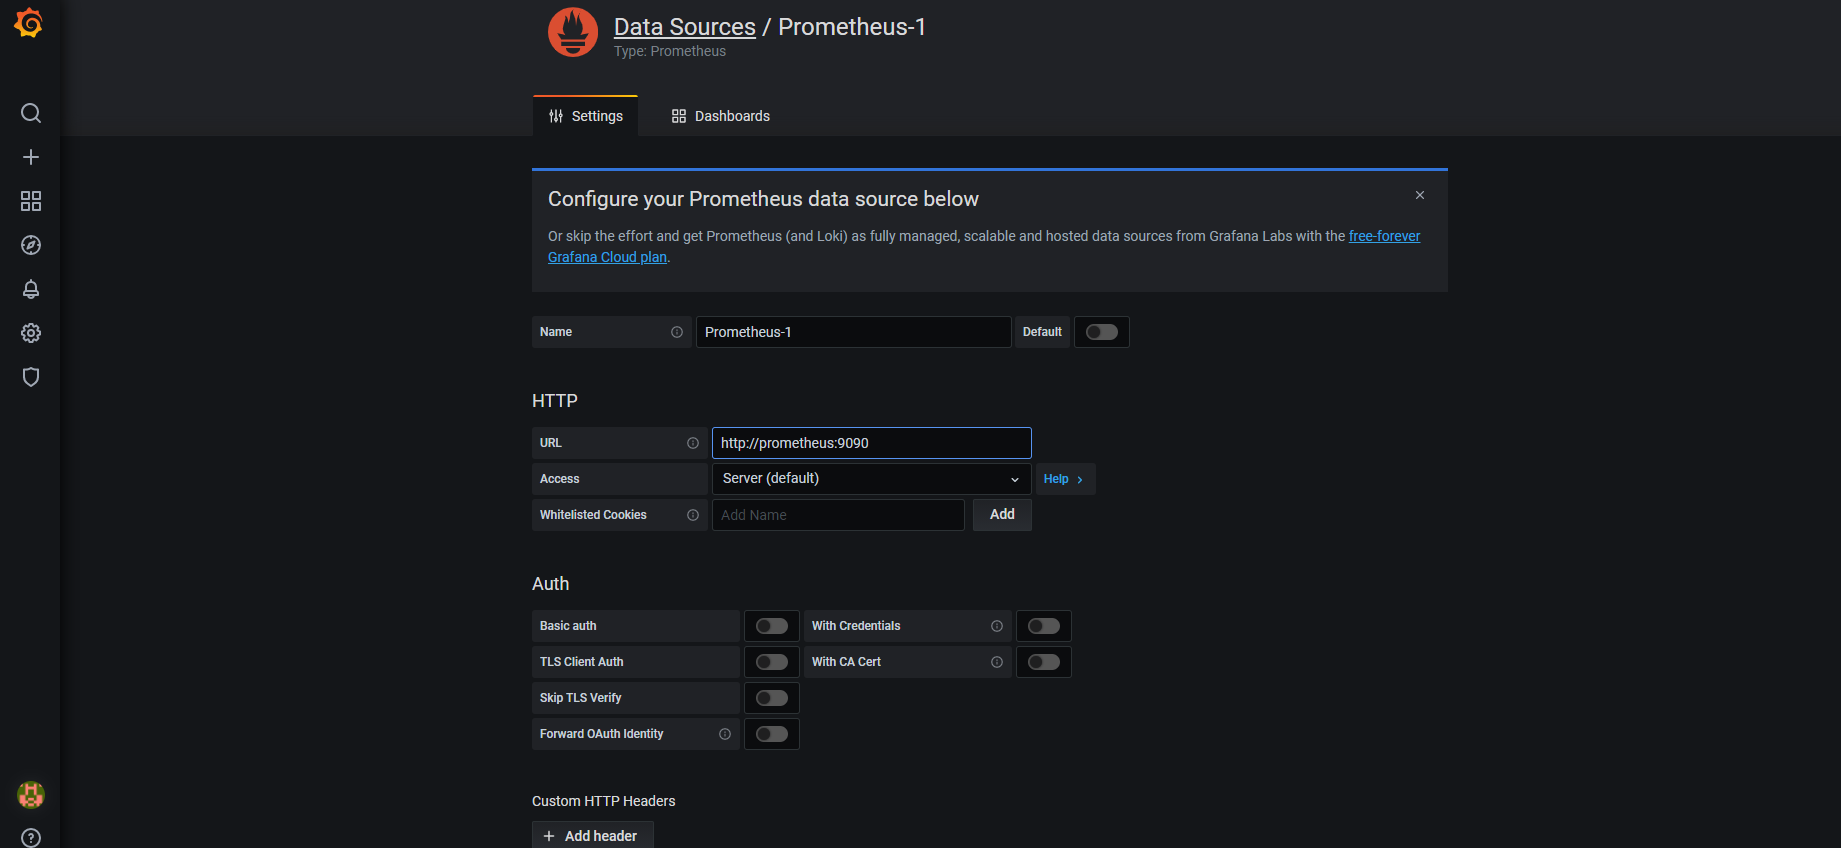 Data Sources / Prometheus-1
Type: Prometheus
Settings
Dashboards
Configure your Prometheus data source below
Or skip the effort and get Prometheus (and Loki) as fully managed, scalable and hosted data sources from Grafana Labs with the free-forever
Grafana Cloud plan.
Name Prometheus-1 Default
HTTP
URL http://prometheus:9090
Access Server (default) Help
Whitelisted Cookies Add Name Add
Auth
Basic auth With Credentials
TLS Client Auth With CA Cert
Skip TLS Verify
Forward OAuth Identity
Custom HTTP Headers
+ Add header